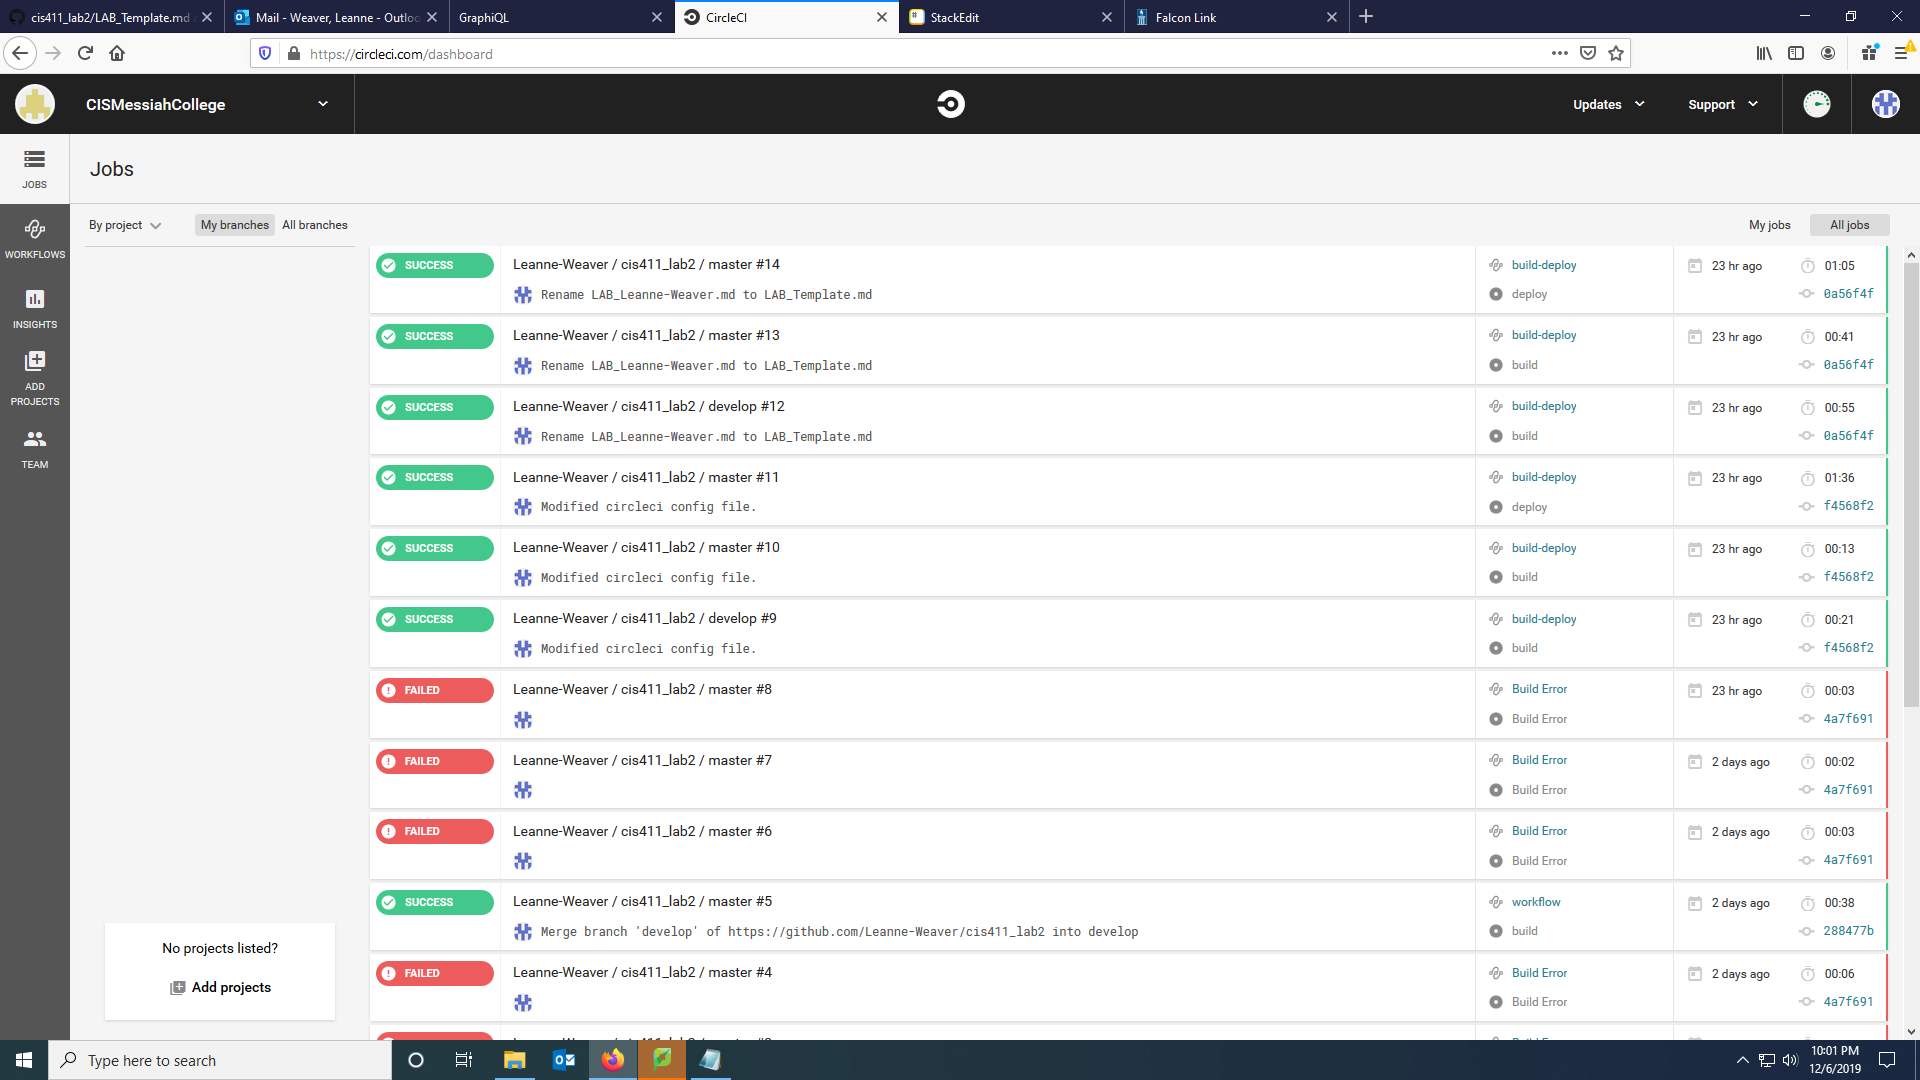 cis411_lab2/LAB_Template.md
Mail - Weaver, Leanne - Outlo
GraphiQL
CircleCI
StackEdit
Falcon Link
https://circleci.com/dashboard
CISMessiahCollege
Updates
Support
JOBS
Jobs
WORKFLOWS
INSIGHTS
ADD
PROJECTS
TEAM
By project
My branches
All branches
My jobs
All jobs
SUCCESS
Leanne-Weaver / cis411_lab2 / master #14
build-deploy
23 hr ago
01:05
Rename LAB_Leanne-Weaver.md to LAB_Template.md
deploy
0a56f4f
SUCCESS
Leanne-Weaver / cis411_lab2 / master #13
build-deploy
23 hr ago
00:41
Rename LAB_Leanne-Weaver.md to LAB_Template.md
build
0a56f4f
SUCCESS
Leanne-Weaver / cis411_lab2 / develop #12
build-deploy
23 hr ago
00:55
Rename LAB_Leanne-Weaver.md to LAB_Template.md
build
0a56f4f
SUCCESS
Leanne-Weaver / cis411_lab2 / master #11
build-deploy
23 hr ago
01:36
Modified circleci config file.
deploy
f4568f2
SUCCESS
Leanne-Weaver / cis411_lab2 / master #10
build-deploy
23 hr ago
00:13
Modified circleci config file.
build
f4568f2
SUCCESS
Leanne-Weaver / cis411_lab2 / develop #9
build-deploy
23 hr ago
00:21
Modified circleci config file.
build
f4568f2
FAILED
Leanne-Weaver / cis411_lab2 / master #8
Build Error
23 hr ago
00:03
Build Error
4a7f691
FAILED
Leanne-Weaver / cis411_lab2 / master #7
Build Error
2 days ago
00:02
Build Error
4a7f691
FAILED
Leanne-Weaver / cis411_lab2 / master #6
Build Error
2 days ago
00:03
Build Error
4a7f691
SUCCESS
Leanne-Weaver / cis411_lab2 / master #5
workflow
2 days ago
00:38
Merge branch 'develop' of https://github.com/Leanne-Weaver/cis411_lab2 into develop
build
288477b
FAILED
Leanne-Weaver / cis411_lab2 / master #4
Build Error
2 days ago
00:06
Build Error
4a7f691
No projects listed?
Add projects
Type here to search
10:01 PM
12/6/2019